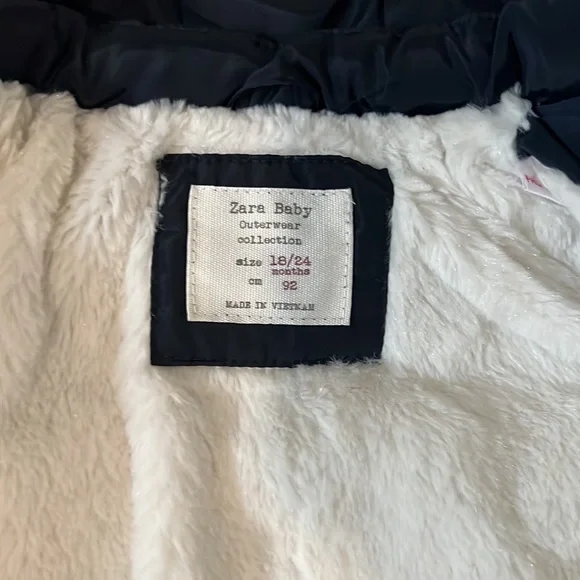 Zara Baby
Outerwear
collection
size 18/24
months
cm 92
MADE IN VIETNAM